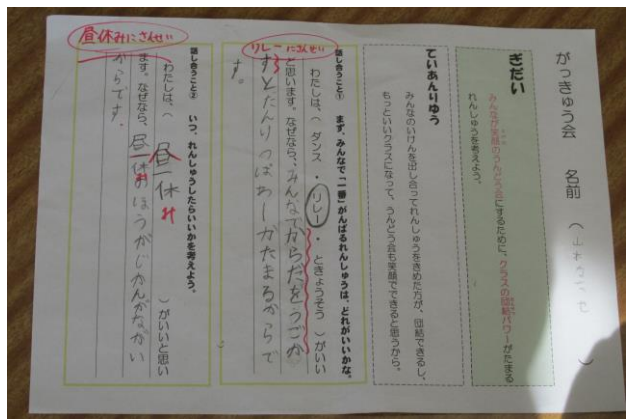 がっきゅう会　名前（　　　）
ぎだい
みんなが笑顔のうんどう会にするために、クラスの団結パワーがたまる
れんしゅうを考えよう。
ていあんりゆう
みんなのいけんを出し合ってれんしゅうをきめた方が、団結できるし、
もっといいクラスになって、うんどう会も笑顔でできると思うから。
リレーにさんせい
話し合うこと① まず、みんなで「一番」がんばるれんしゅうは、どれがいいかな。
わたしは、（ ダンス ・ リレー ・ ときょうそう ）がいい
と思います。なぜなら、みんなでからだをうごか
すとだんけつぱわーがたまるからで
す。
昼休みにさんせい
話し合うこと② いつ、れんしゅうしたらいいかを考えよう。
わたしは、（ 昼休み ）がいいと思い
ます。なぜなら、昼休みのほうがじかんがながい
からです。